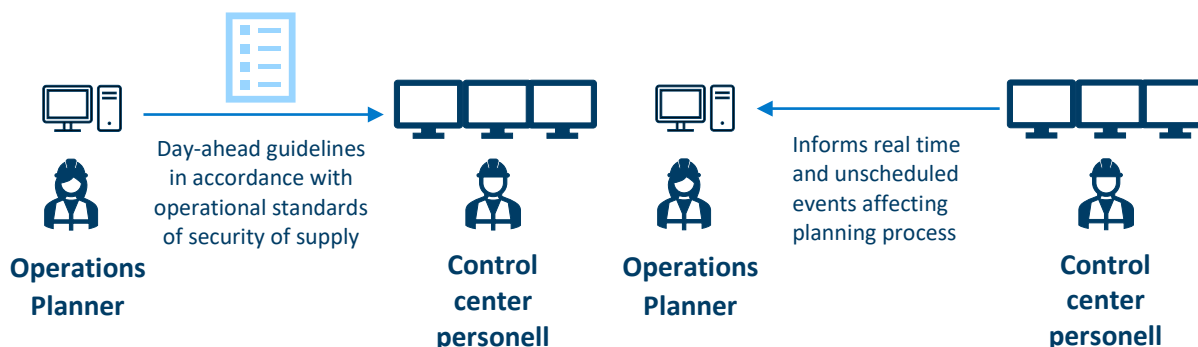 Day-ahead guidelines
in accordance with
operational standards
of security of supply
Operations
Planner
Control
center
personell
Informs real time
and unscheduled
events affecting
planning process
Operations
Planner
Control
center
personell